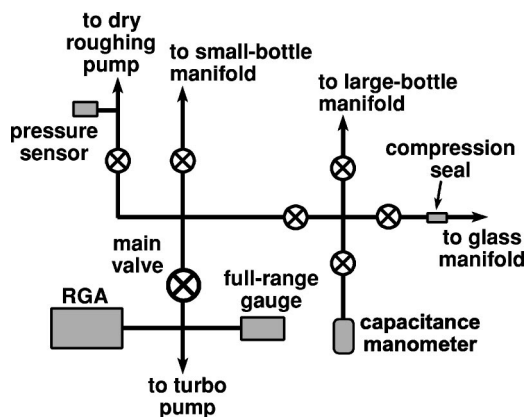 to dry
roughing
pump
to small-bottle
manifold
to large-bottle
manifold
pressure
sensor
compression
seal
to glass
manifold
main
valve
full-range
gauge
RGA
capacitance
manometer
to turbo
pump